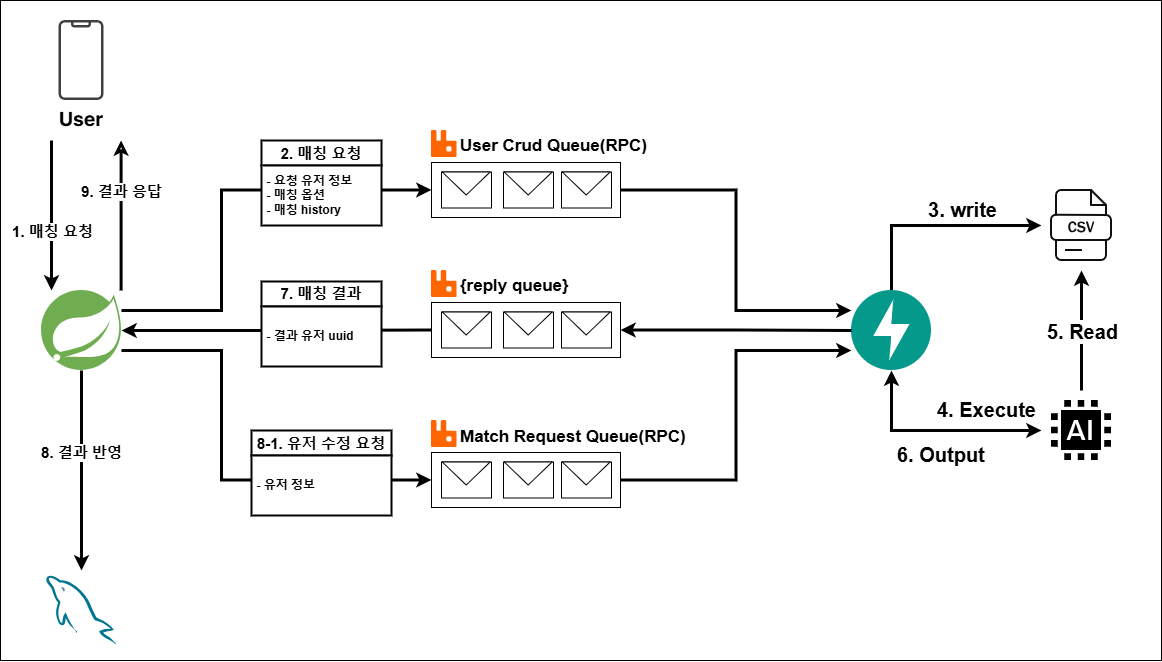 User
1. 매칭 요청
9. 결과 응답
2. 매칭 요청
- 요청 유저 정보
- 매칭 옵션
- 매칭 history
User Crud Queue(RPC)
3. write
CSV
7. 매칭 결과
- 결과 유저 uuid
{reply queue}
5. Read
4. Execute
AI
6. Output
8. 결과 반영
8-1. 유저 수정 요청
- 유저 정보
Match Request Queue(RPC)